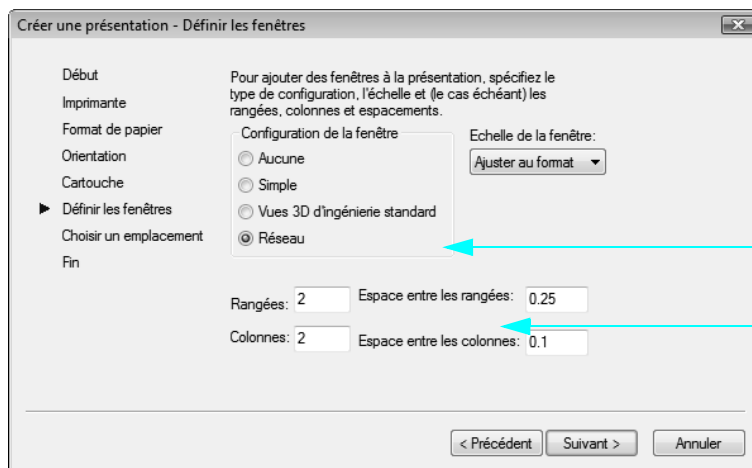 Créer une présentation - Définir les fenêtres
Début
Imprimante
Format de papier
Orientation
Cartouche
Définir les fenêtres
Choisir un emplacement
Fin
Pour ajouter des fenêtres à la présentation, spécifiez le
type de configuration, l'échelle et (le cas échéant) les
rangées, colonnes et espacements.
Configuration de la fenêtre
Aucune
Simple
Vues 3D d'ingénierie standard
Réseau
Echelle de la fenêtre:
Ajuster au format
Rangées: 2 Espace entre les rangées: 0.25
Colonnes: 2 Espace entre les colonnes: 0.1
< Précédent Suivant > Annuler